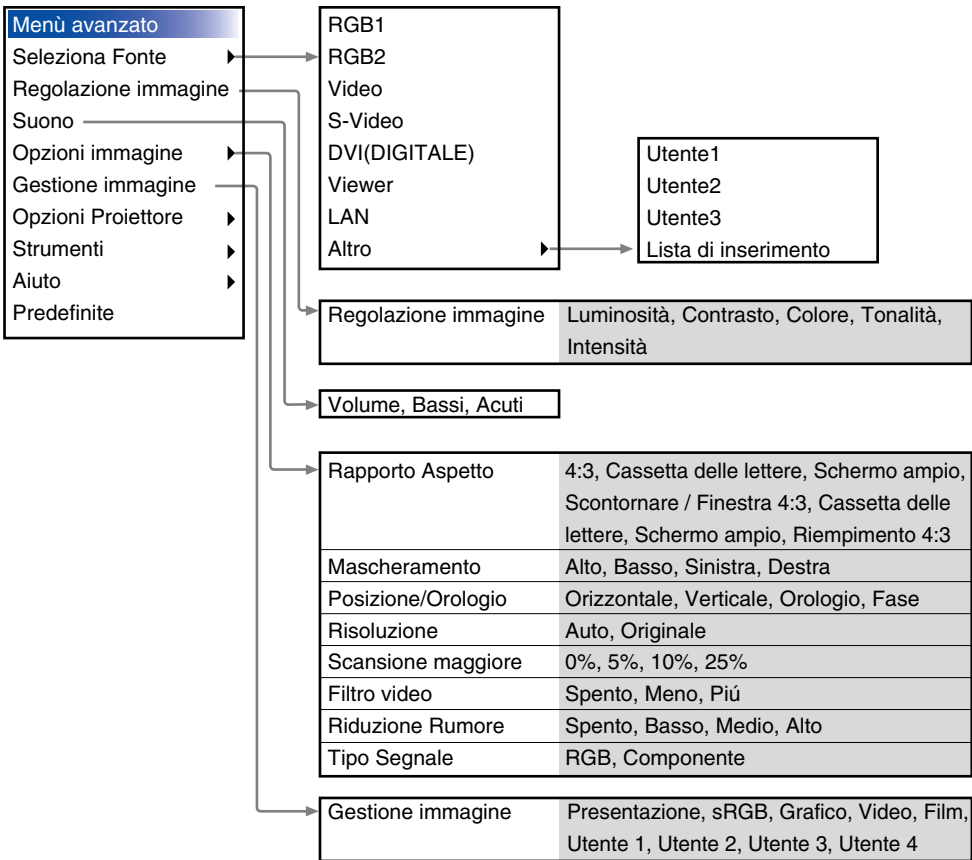 Menù avanzato
Seleziona Fonte
Regolazione immagine
Suono
Opzioni immagine
Gestione immagine
Opzioni Proiettore
Strumenti
Aiuto
Predefinite
RGB1
RGB2
Video
S-Video
DVI(DIGITALE)
Viewer
LAN
Altro
Utente1
Utente2
Utente3
Lista di inserimento
Regolazione immagine Luminosità, Contrasto, Colore, Tonalità,
Intensità
Volume, Bassi, Acuti
Rapporto Aspetto 4:3, Cassetta delle lettere, Schermo ampio,
Scontornare / Finestra 4:3, Cassetta delle
lettere, Schermo ampio, Riempimento 4:3
Mascheramento Alto, Basso, Sinistra, Destra
Posizione/Orologio Orizzontale, Verticale, Orologio, Fase
Risoluzione Auto, Originale
Scansione maggiore 0%, 5%, 10%, 25%
Filtro video Spento, Meno, Piú
Riduzione Rumore Spento, Basso, Medio, Alto
Tipo Segnale RGB, Componente
Gestione immagine Presentazione, sRGB, Grafico, Video, Film,
Utente 1, Utente 2, Utente 3, Utente 4